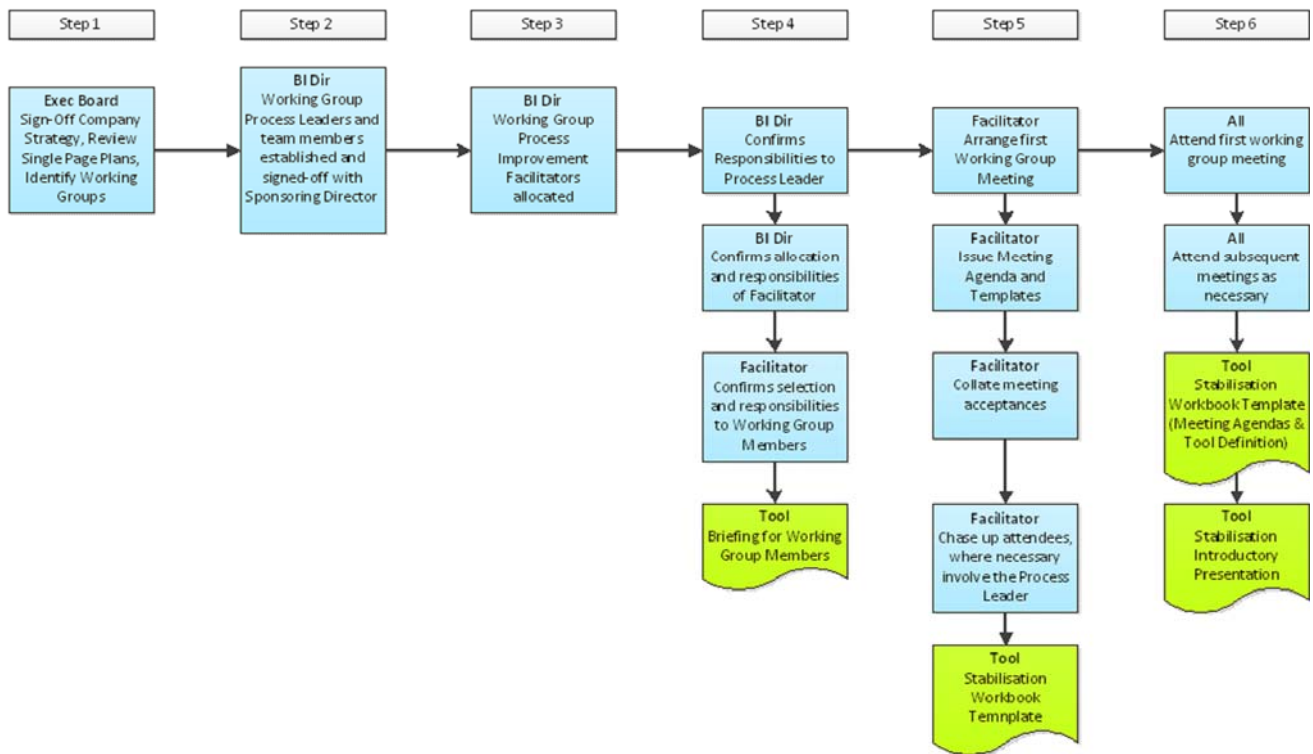 Step 1
Step 2
Step 3
Step 4
Step 5
Step 6
Exec Board
Sign-Off Company
Strategy, Review
Single Page Plans,
Identify Working
Groups
BI Dir
Working Group
Process Leaders and
team members
established and
signed-off with
Sponsoring Director
BI Dir
Working Group
Process
Improvement
Facilitators
allocated
BI Dir
Confirms
Responsibilities to
Process Leader
BI Dir
Confirms allocation
and responsibilities
of Facilitator
Facilitator
Confirms selection
and responsibilities
to Working Group
Members
Tool
Briefing for Working
Group Members
Facilitator
Arrange first
Working Group
Meeting
Facilitator
Issue Meeting
Agenda and
Templates
Facilitator
Collate meeting
acceptances
Facilitator
Chase up attendees,
where necessary
involve the Process
Leader
Tool
Stabilisation
Workbook
Temnplate
All
Attend first working
group meeting
All
Attend subsequent
meetings as
necessary
Tool
Stabilisation
Workbook Template
(Meeting Agendas &
Tool Definition)
Tool
Stabilisation
Introductory
Presentation